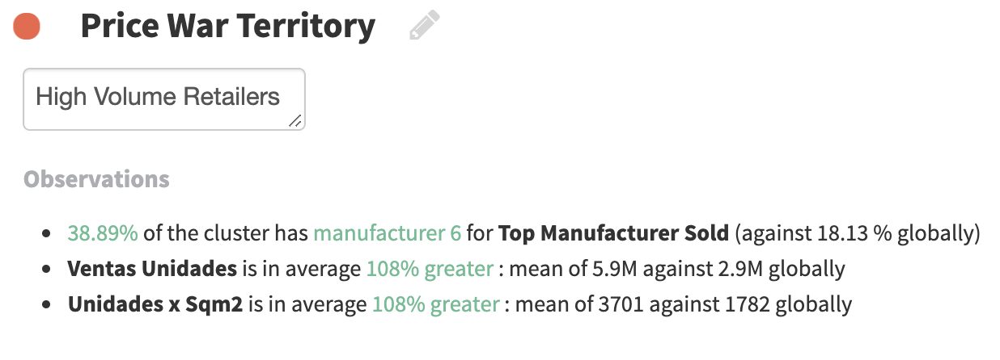 Price War Territory
High Volume Retailers
Observations
• 38.89% of the cluster has manufacturer 6 for Top Manufacturer Sold (against 18.13 % globally)
• Ventas Unidades is in average 108% greater : mean of 5.9M against 2.9M globally
• Unidades x Sqm2 is in average 108% greater : mean of 3701 against 1782 globally